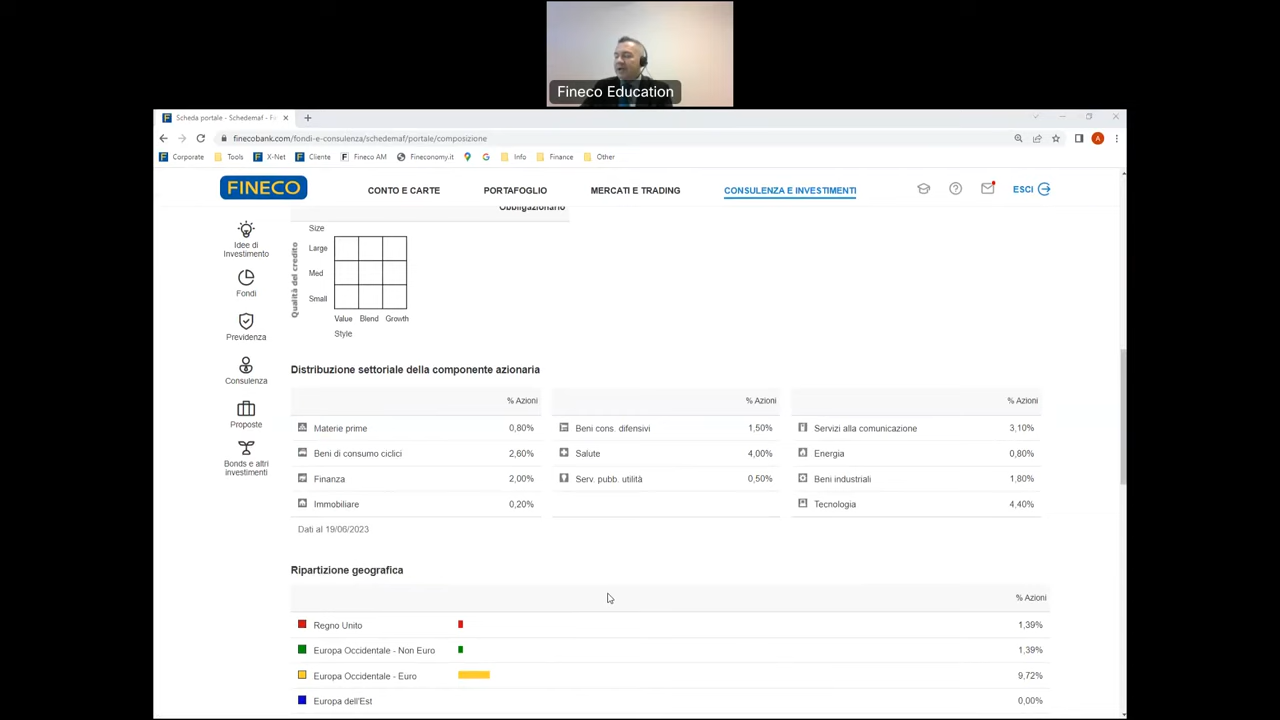 Fineco Education
Scheda portale - Schedemaf - Fi
finecobank.com/fondi-e-consulenza/schedemaf/portale/composizione
A
Corporate Tools X-Net Cliente Fineco AM Fineconomy.it Info Finance Other
FINECO CONTO E CARTE PORTAFOGLIO MERCATI E TRADING CONSULENZA E INVESTIMENTI ESCI
Idee di
Investimento
Fondi
Previdenza
Consulenza
Proposte
Bonds e altri
investimenti
Obbligazionario
Size
Qualità del credito
Large
Med
Small
Value Blend Growth
Style
Distribuzione settoriale della componente azionaria
% Azioni % Azioni % Azioni
Materie prime 0,80% Beni cons. difensivi 1,50% Servizi alla comunicazione 3,10%
Beni di consumo ciclici 2,60% Salute 4,00% Energia 0,80%
Finanza 2,00% Serv. pubb. utilità 0,50% Beni industriali 1,80%
Immobiliare 0,20% Tecnologia 4,40%
Dati al 19/06/2023
Ripartizione geografica
% Azioni
Regno Unito 1,39%
Europa Occidentale - Non Euro 1,39%
Europa Occidentale - Euro 9,72%
Europa dell'Est 0,00%